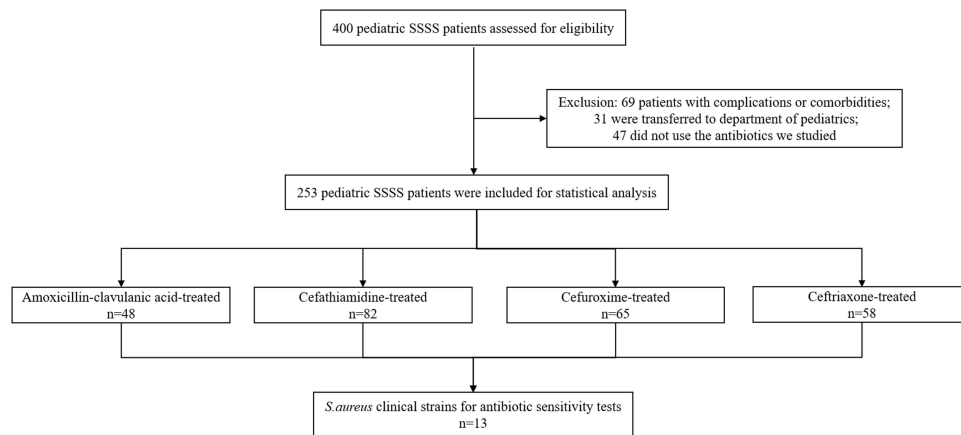 400 pediatric SSSS patients assessed for eligibility
Exclusion: 69 patients with complications or comorbidities;
31 were transferred to department of pediatrics;
47 did not use the antibiotics we studied
253 pediatric SSSS patients were included for statistical analysis
Amoxicillin-clavulanic acid-treated
n=48
Cefathiamidine-treated
n=82
Cefuroxime-treated
n=65
Ceftriaxone-treated
n=58
S.aureus clinical strains for antibiotic sensitivity tests
n=13